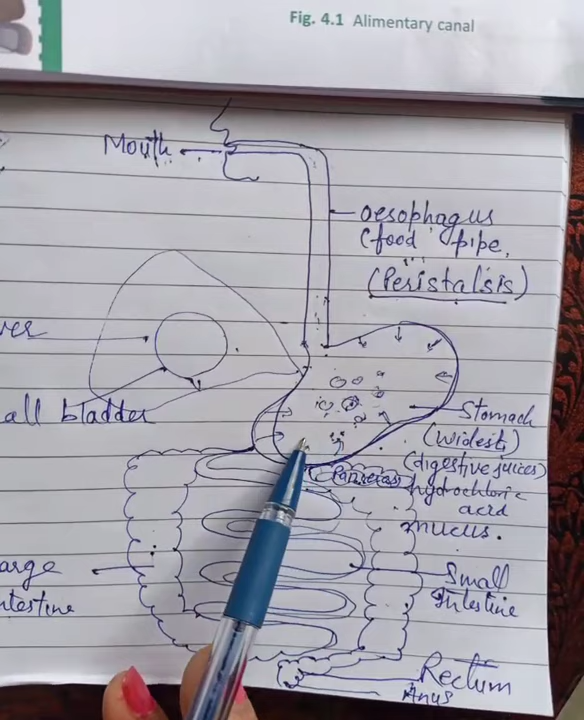 Fig. 4.1 Alimentary canal
Mouth
oesophagus
(food pipe,
(Peristalsis)
ver
all bladder
Stomach
(widest)
(digestive juices)
Pancreas
hydrochloric
acid
mucus.
arge
ntestine
Small
Intestine
Rectum
Anus